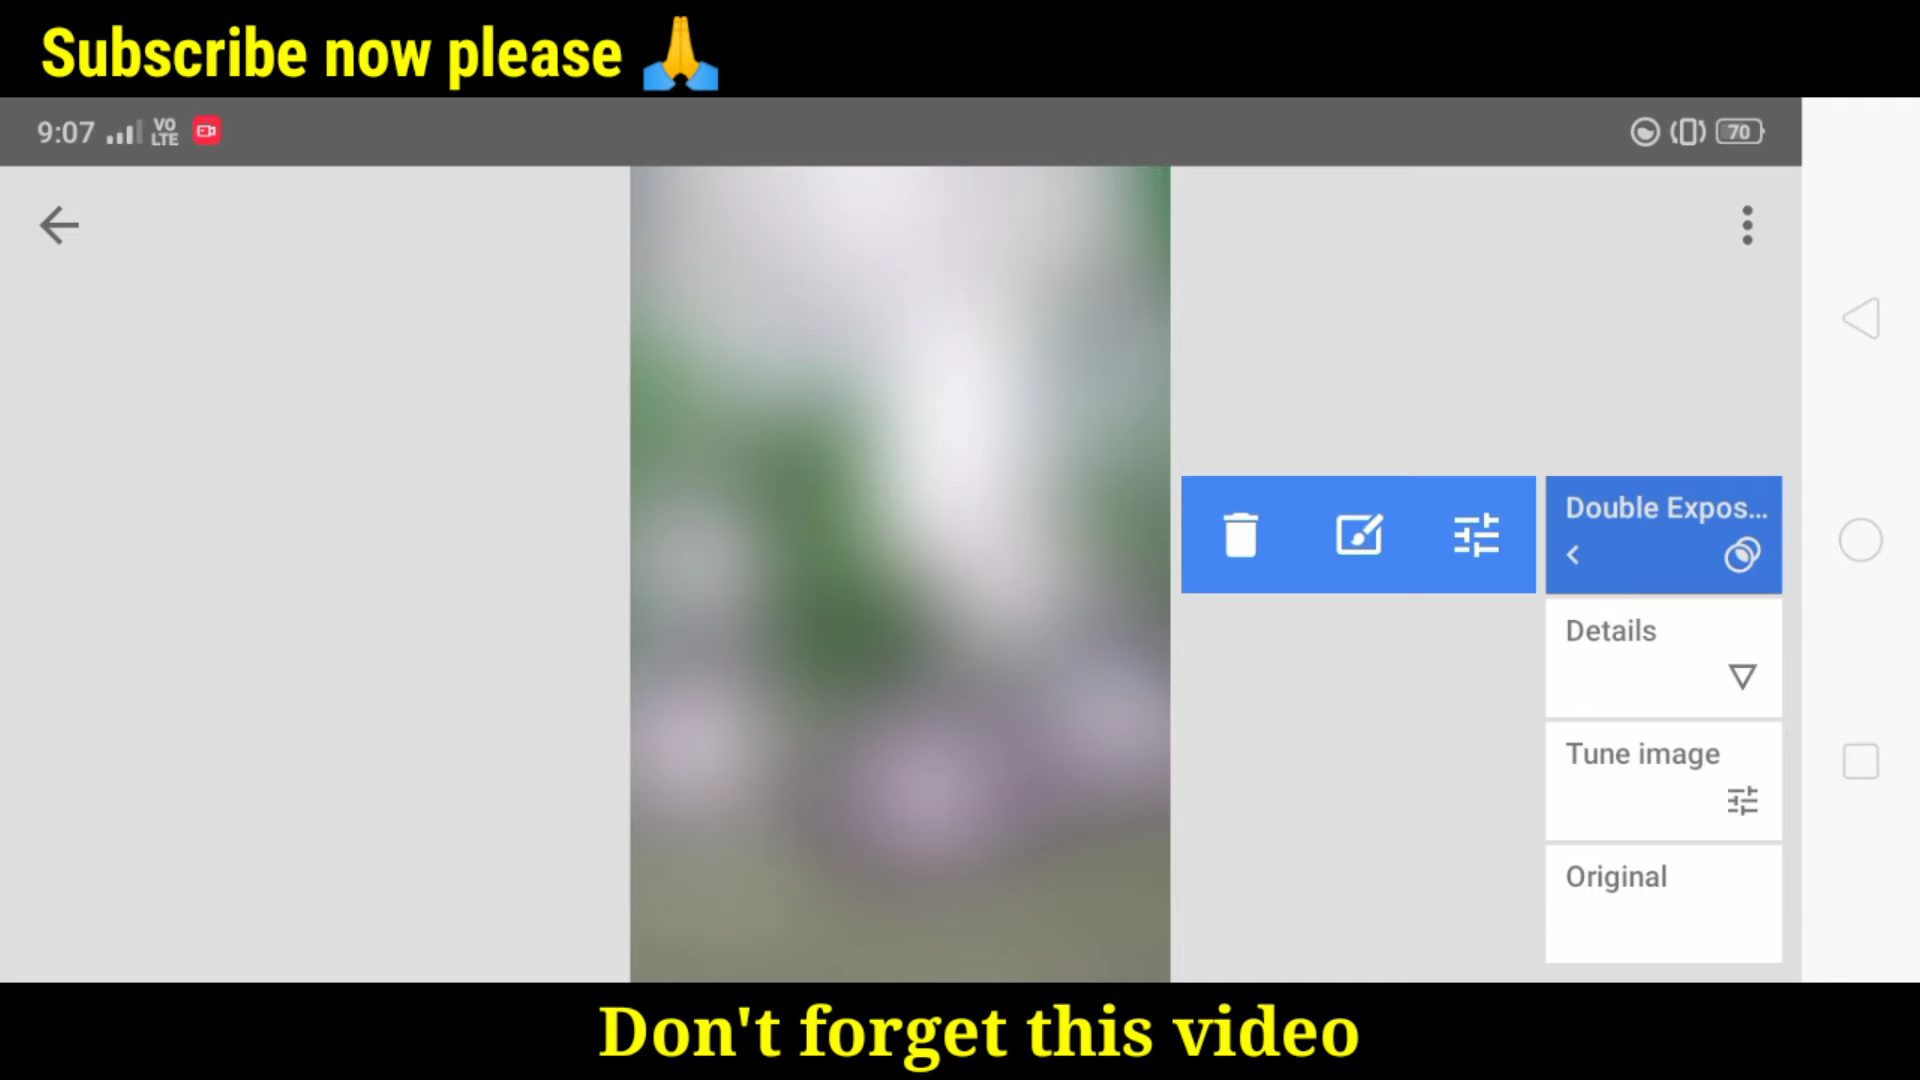 Subscribe now please 🙏
9:07 VO LTE 70
Double Expos...
Details
Tune image
Original
Don't forget this video